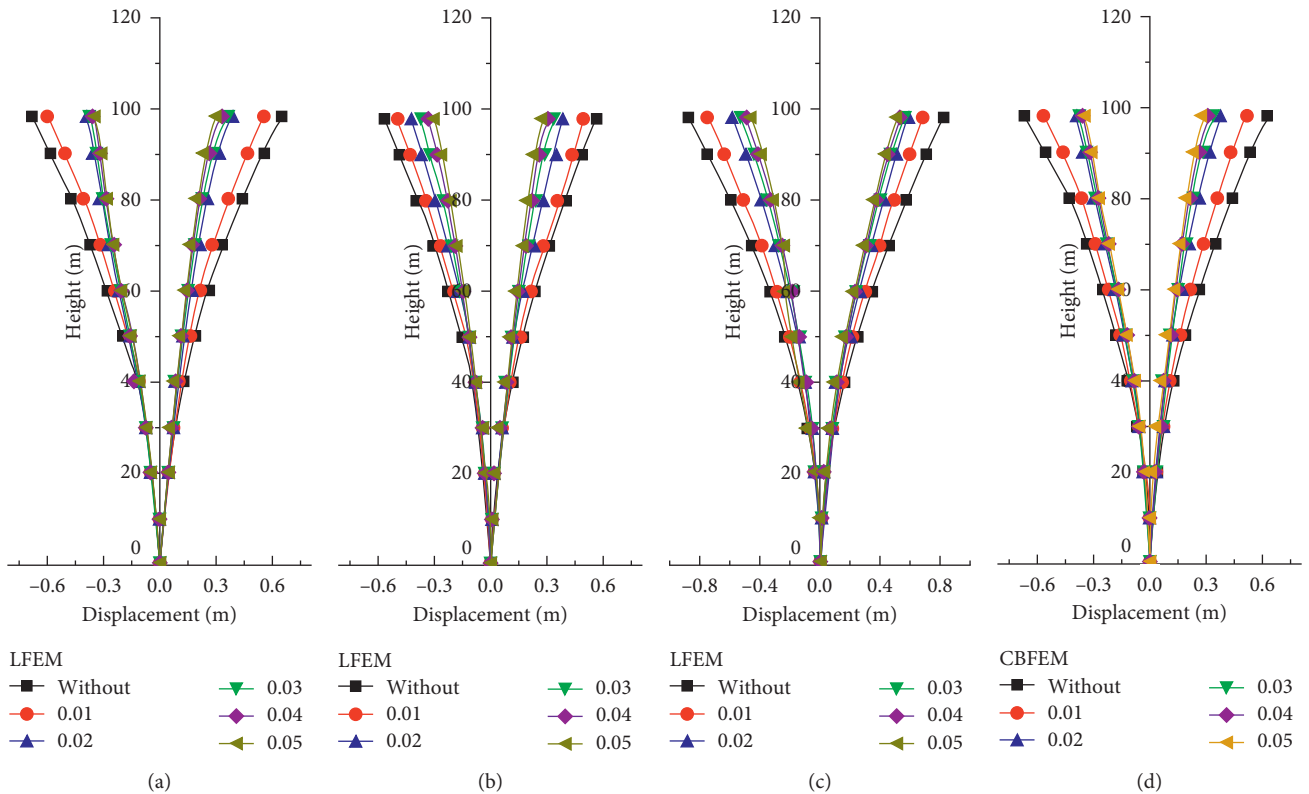 120
100
80
60
40
20
0
Height (m)
–0.6 –0.3 0.0 0.3 0.6
Displacement (m)
LFEM
Without
0.01
0.02
0.03
0.04
0.05
(a)
120
100
80
60
40
20
0
Height (m)
–0.6 –0.3 0.0 0.3 0.6
Displacement (m)
LFEM
Without
0.01
0.02
0.03
0.04
0.05
(b)
120
100
80
60
40
20
0
Height (m)
–0.8 –0.4 0.0 0.4 0.8
Displacement (m)
LFEM
Without
0.01
0.02
0.03
0.04
0.05
(c)
120
100
80
60
40
20
0
Height (m)
–0.6 –0.3 0.0 0.3 0.6
Displacement (m)
CBFEM
Without
0.01
0.02
0.03
0.04
0.05
(d)